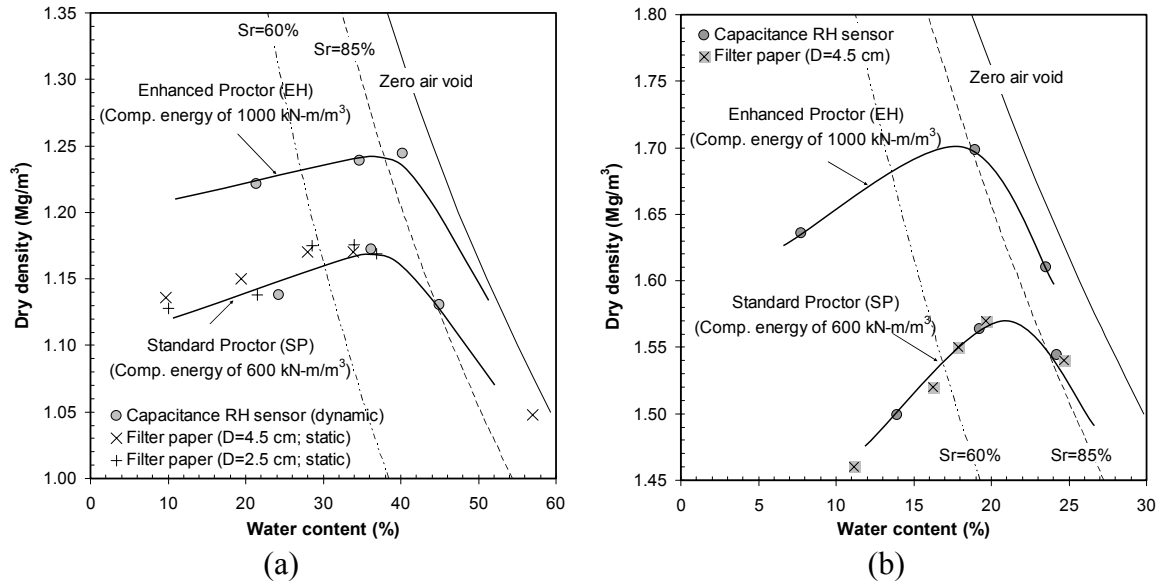 1.35
1.30
1.25
1.20
1.15
1.10
1.05
1.00
Dry density (Mg/m³)
Sr=60%
Sr=85%
Zero air void
Enhanced Proctor (EH)
(Comp. energy of 1000 kN-m/m³)
Standard Proctor (SP)
(Comp. energy of 600 kN-m/m³)
Capacitance RH sensor (dynamic)
Filter paper (D=4.5 cm; static)
Filter paper (D=2.5 cm; static)
0 10 20 30 40 50 60
Water content (%)
(a)
1.80
1.75
1.70
1.65
1.60
1.55
1.50
1.45
Dry density (Mg/m³)
Capacitance RH sensor
Filter paper (D=4.5 cm)
Zero air void
Enhanced Proctor (EH)
(Comp. energy of 1000 kN-m/m³)
Standard Proctor (SP)
(Comp. energy of 600 kN-m/m³)
Sr=60%
Sr=85%
0 5 10 15 20 25 30
Water content (%)
(b)